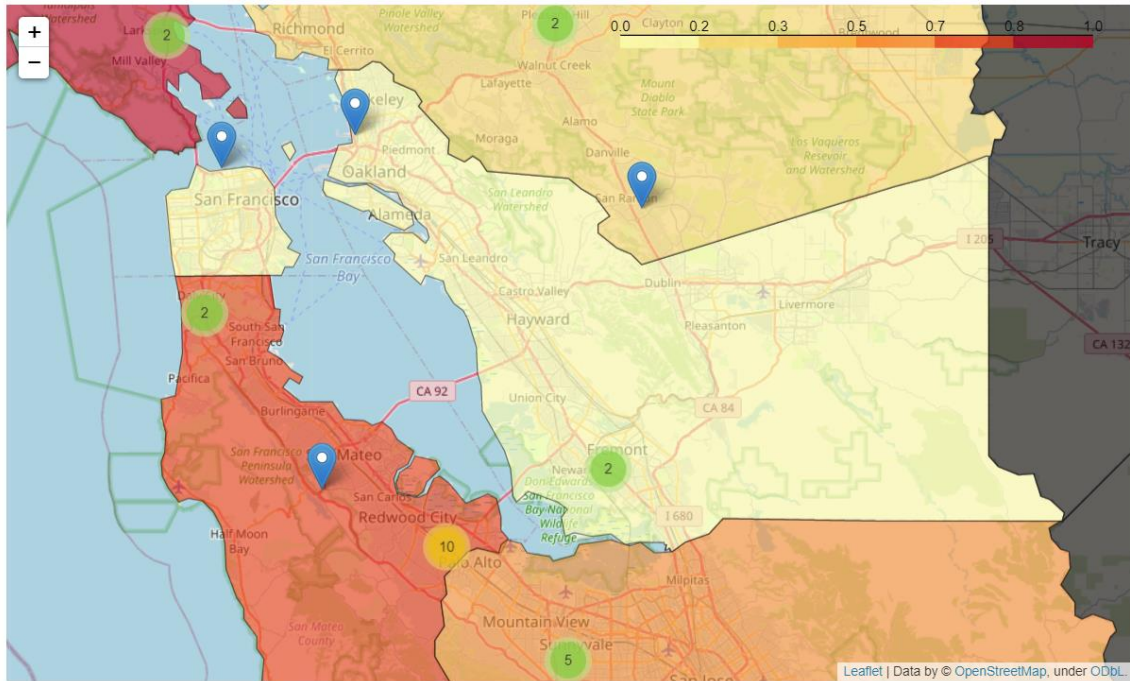 +
−
2
Mill Valley
Richmond
El Cerrito
Watershed
2
Clayton
Walnut Creek
Lafayette
0.0 0.2 0.3 0.5 0.7 0.8 1.0
Mount
Diablo
State Park
Alamo
Moraga
Danville
Los Vaqueros
Resevoir
and Watershed
Piedmont
Oakland
San Francisco
Alameda
San Leandro
Watershed
San Francisco
Bay
San Leandro
I 205
Tracy
Dublin
Castro Valley
Livermore
Hayward
Pleasanton
2
South San
Francisco
San Bruno
Pacifica
CA 132
CA 92
Union City
CA 84
Burlingame
San Francisco
Peninsula
Watershed
Mateo
Fremont
2
Newark
Don Edwards
San Francisco
Bay National
Wildlife
Refuge
San Carlos
Redwood City
I 680
Half Moon
Bay
10
Palo Alto
Milpitas
San Mateo
County
Mountain View
Sunnyvale
5
San Jose
Leaflet | Data by © OpenStreetMap, under ODbL.